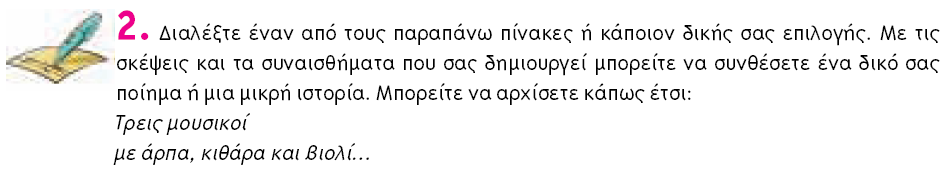 2. Διαλέξτε έναν από τους παραπάνω πίνακες ή κάποιον δικής σας επιλογής. Με τις
σκέψεις και τα συναισθήματα που σας δημιουργεί μπορείτε να συνθέσετε ένα δικό σας
ποίημα ή μια μικρή ιστορία. Μπορείτε να αρχίσετε κάπως έτσι:
Τρεις μουσικοί
με άρπα, κιθάρα και βιολί...